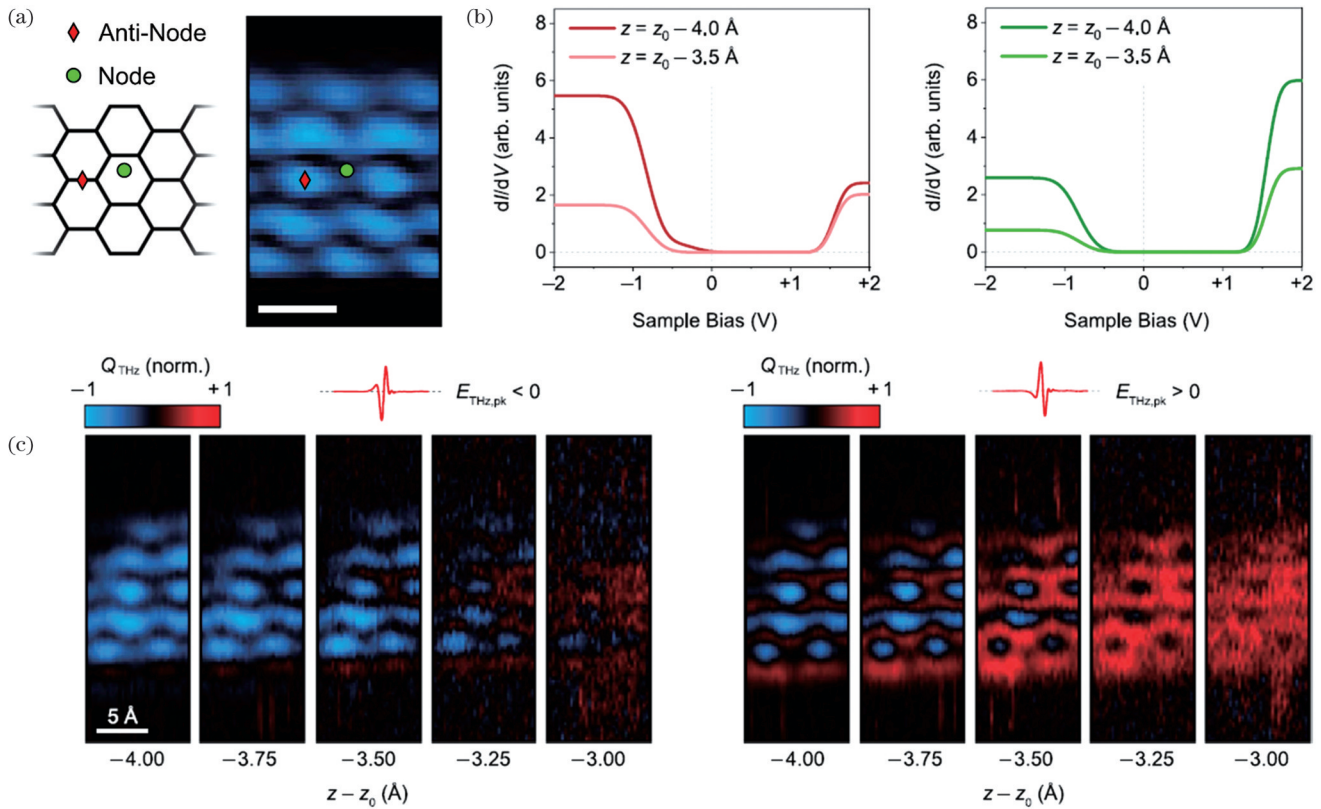 (a)
Anti-Node
Node
(b)
8
6
4
2
0
dI/dV (arb. units)
z = z₀ − 4.0 Å
z = z₀ − 3.5 Å
−2
−1
0
+1
+2
Sample Bias (V)
8
6
4
2
0
dI/dV (arb. units)
z = z₀ − 4.0 Å
z = z₀ − 3.5 Å
−2
−1
0
+1
+2
Sample Bias (V)
(c)
Q_THz (norm.)
−1
+1
E_THz,pk < 0
5 Å
−4.00
−3.75
−3.50
−3.25
−3.00
z − z₀ (Å)
Q_THz (norm.)
−1
+1
E_THz,pk > 0
−4.00
−3.75
−3.50
−3.25
−3.00
z − z₀ (Å)